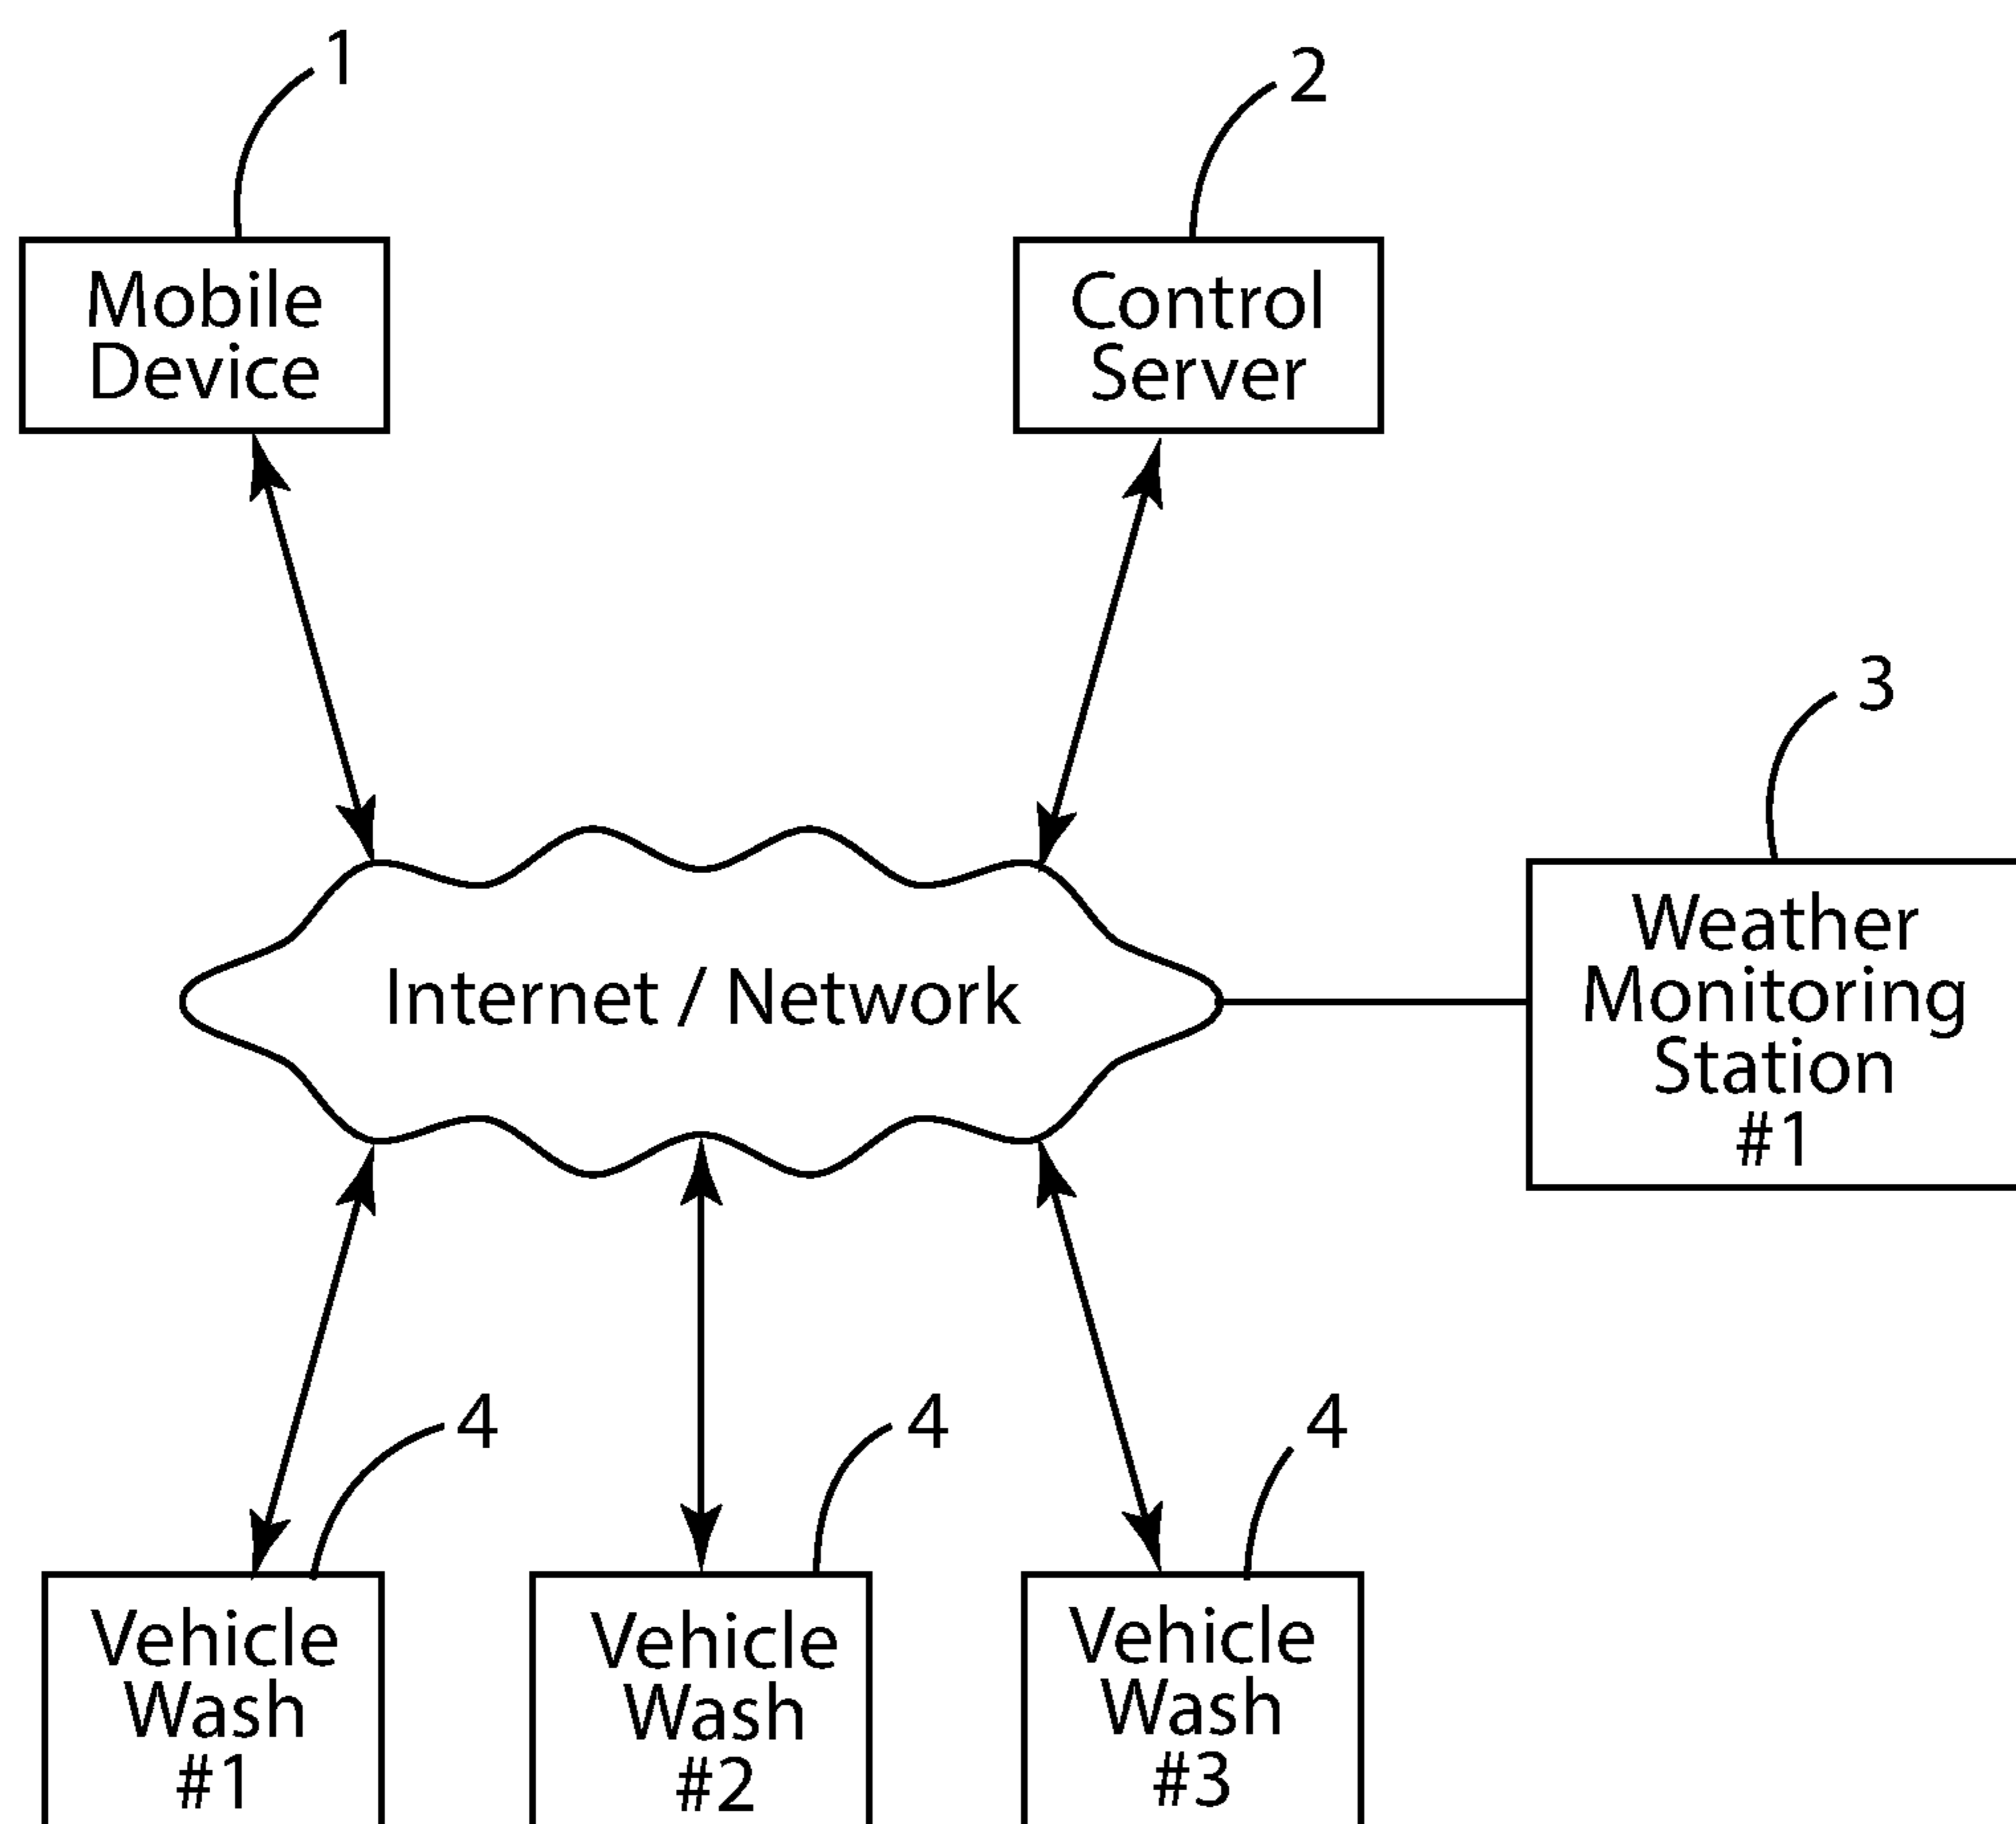 1
2
Mobile
Device
Control
Server
3
Internet / Network
Weather
Monitoring
Station
#1
4
4
4
Vehicle
Wash
#1
Vehicle
Wash
#2
Vehicle
Wash
#3